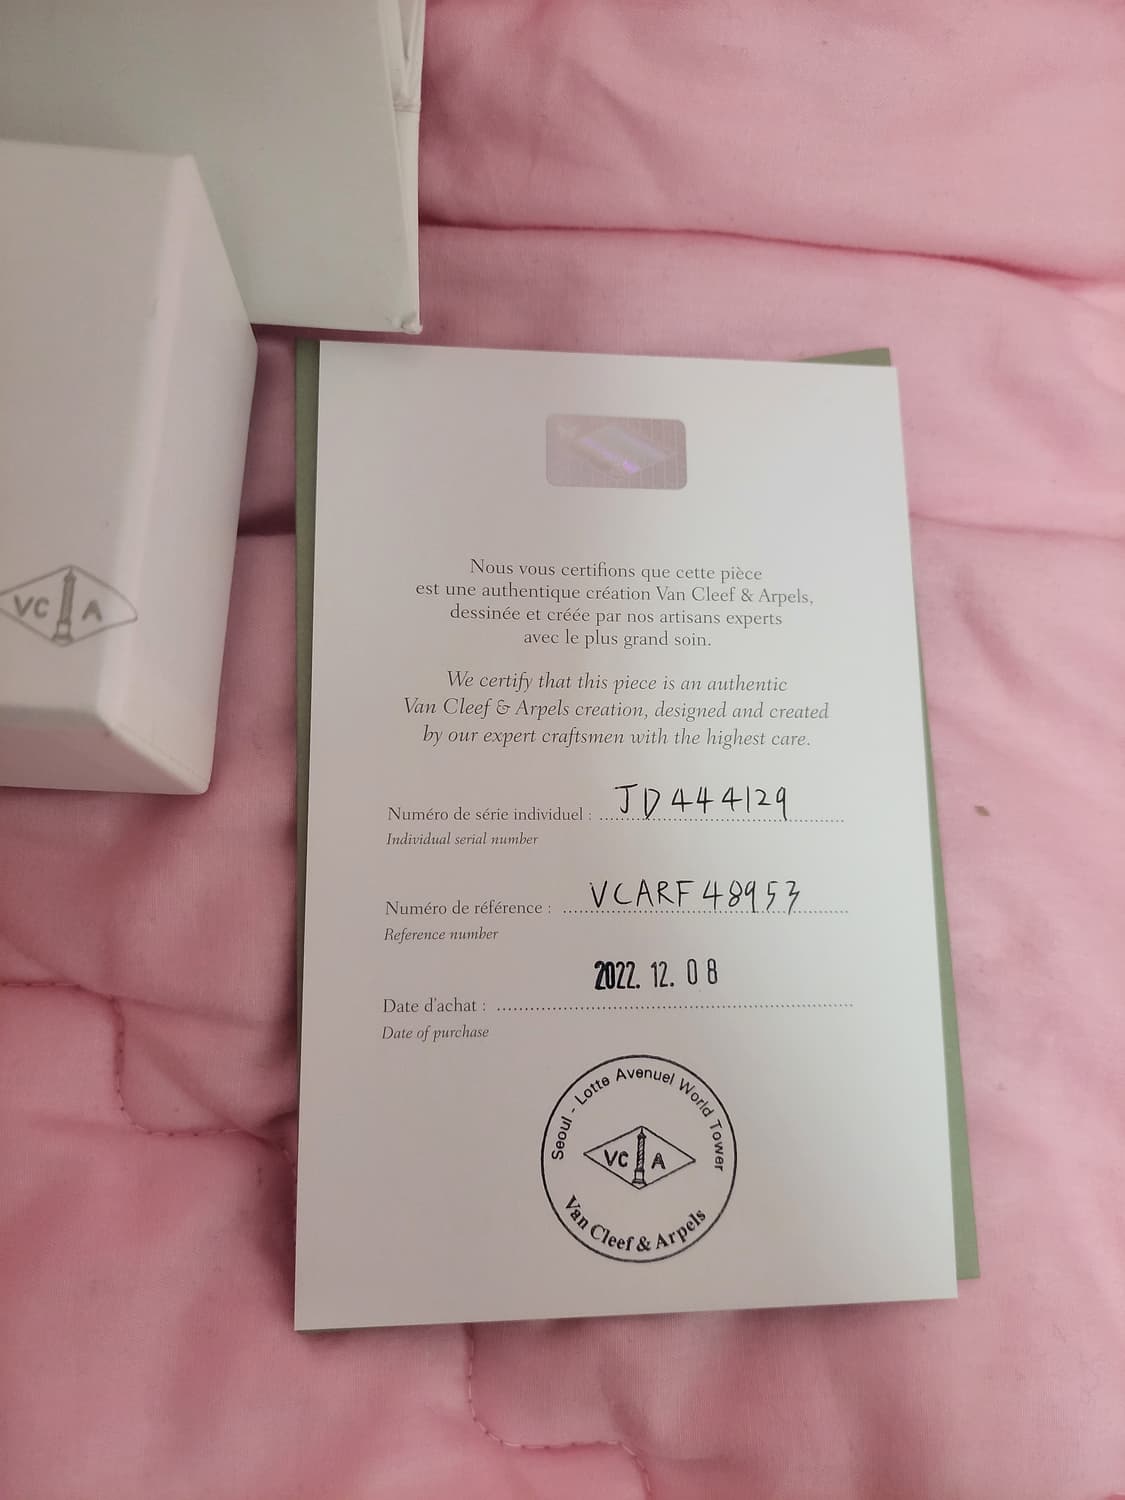 VC A
Nous vous certifions que cette pièce
est une authentique création Van Cleef & Arpels,
dessinée et créée par nos artisans experts
avec le plus grand soin.
We certify that this piece is an authentic
Van Cleef & Arpels creation, designed and created
by our expert craftsmen with the highest care.
Numéro de série individuel : JD444129
Individual serial number
Numéro de référence : VCARF48953
Reference number
2022. 12. 08
Date d'achat :
Date of purchase
Seoul - Lotte Avenuel World Tower
VC A
Van Cleef & Arpels